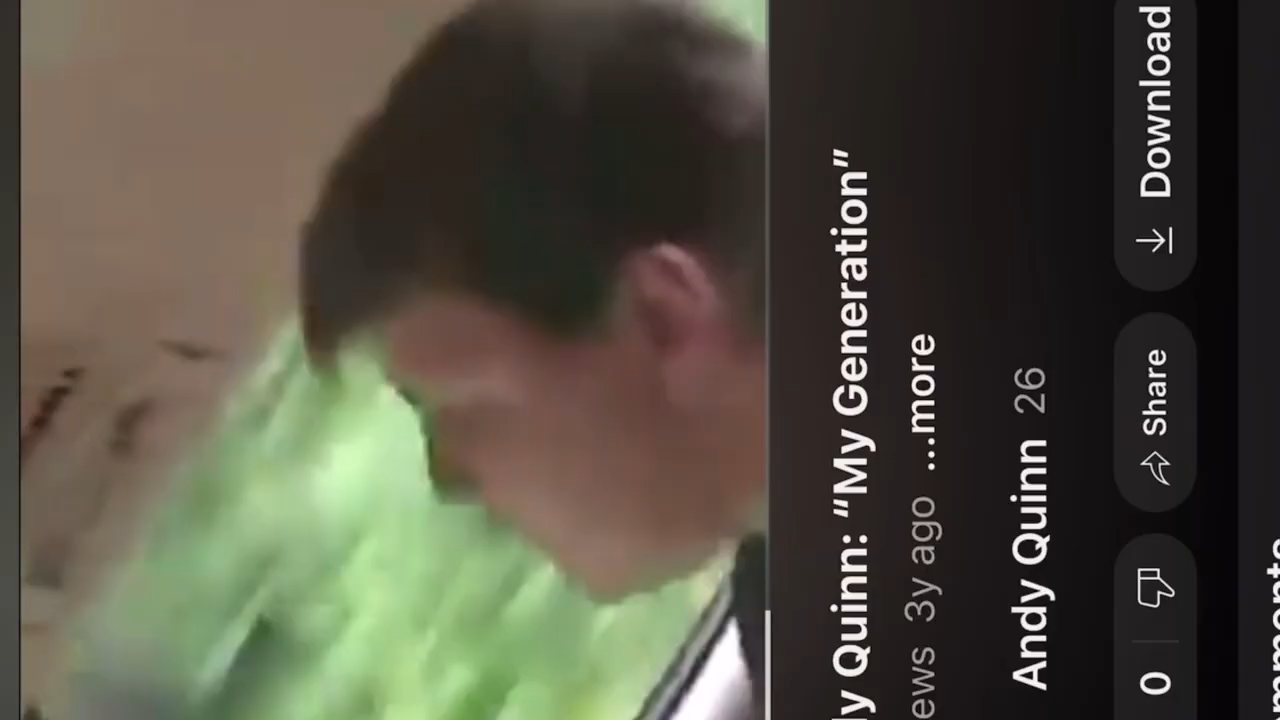 Quinn: “My Generation”
3y ago ...more
Andy Quinn 26
0 Share Download